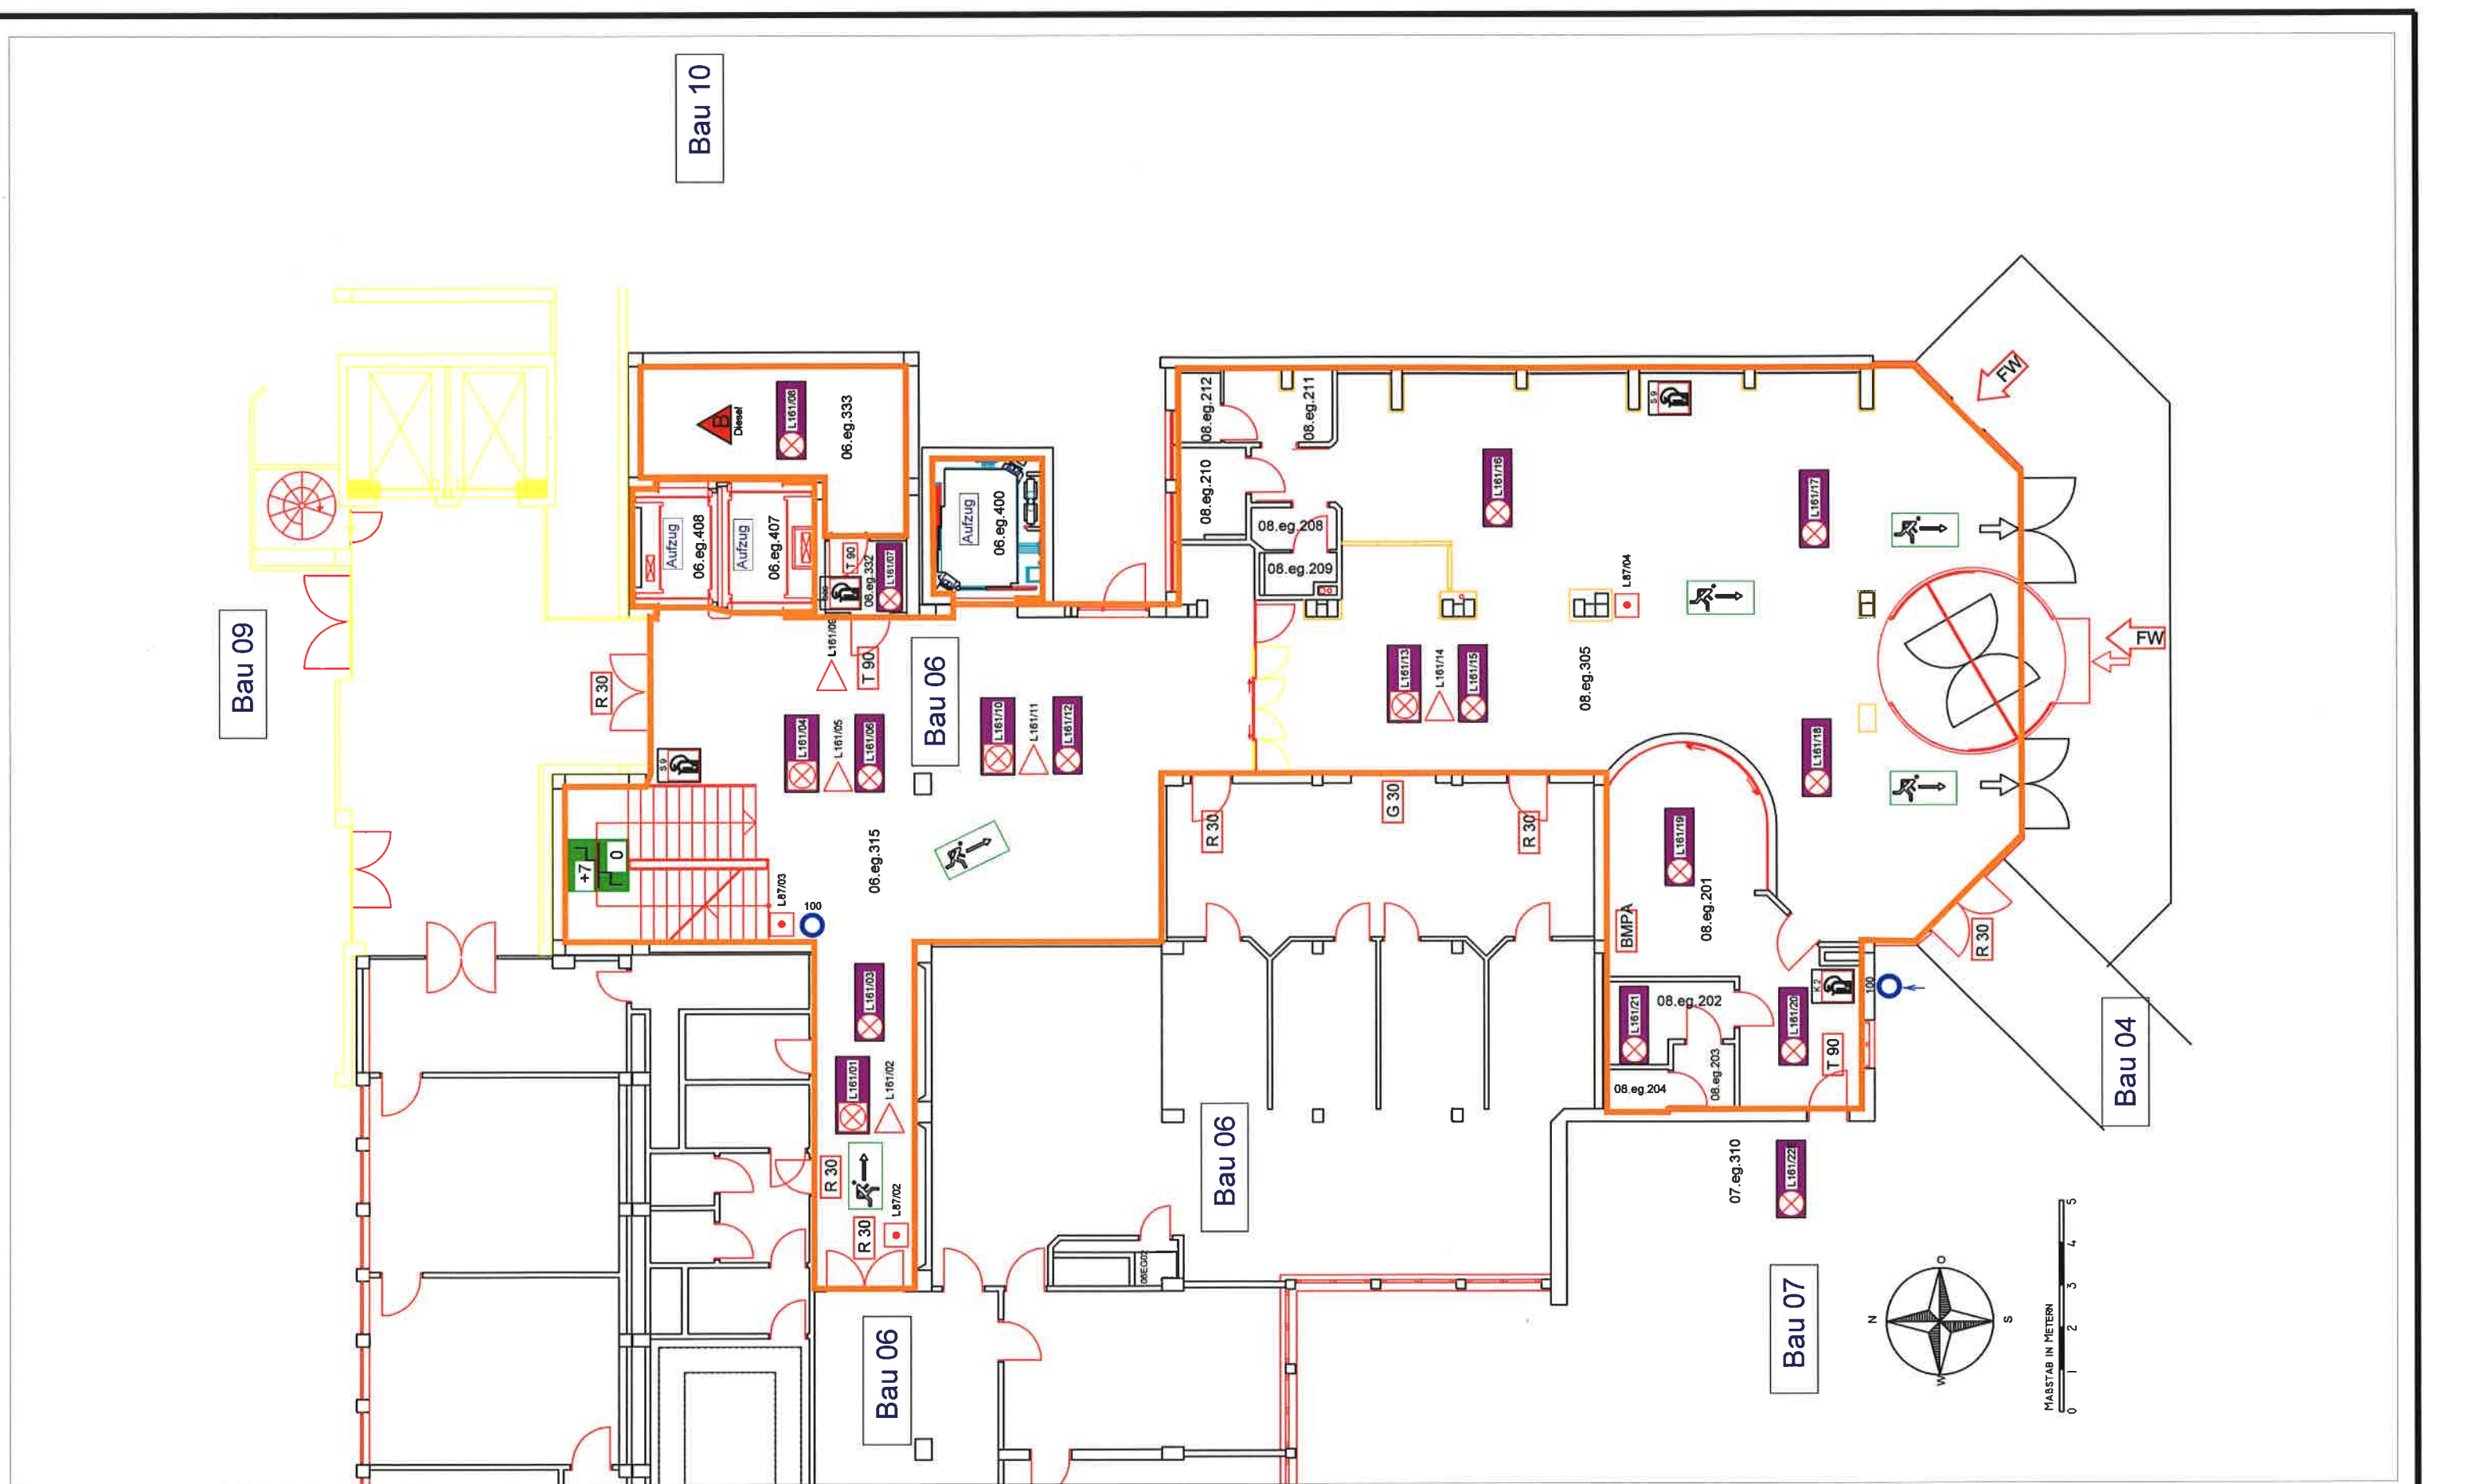 Bau 10
Bau 09
B
Diesel
L161/08
06.eg.333
Aufzug
06.eg.408
Aufzug
06.eg.407
T 90
06.eg.332
L161/07
Aufzug
06.eg.400
08.eg.212
08.eg.211
08.eg.210
08.eg.208
08.eg.209
L161/16
S 9
L161/17
FW
FW
R 30
L161/09
T 90
Bau 06
S 9
L161/04
L161/05
L161/06
L161/10
L161/11
L161/12
L161/13
L161/14
L161/15
08.eg.305
L87/04
L161/18
+7
0
L87/03
100
06.eg.315
R 30
G 30
R 30
L161/19
BMPA
08.eg.201
R 30
L161/03
L161/01
L161/02
R 30
R 30
L87/02
L161/21
08.eg.202
08.eg.203
08.eg.204
L161/20
K 2
T 90
100
Bau 04
Bau 06
06EG02
07.eg.310
L161/22
Bau 06
Bau 07
N
O
S
W
MAßSTAB IN METERN
0 1 2 3 4 5